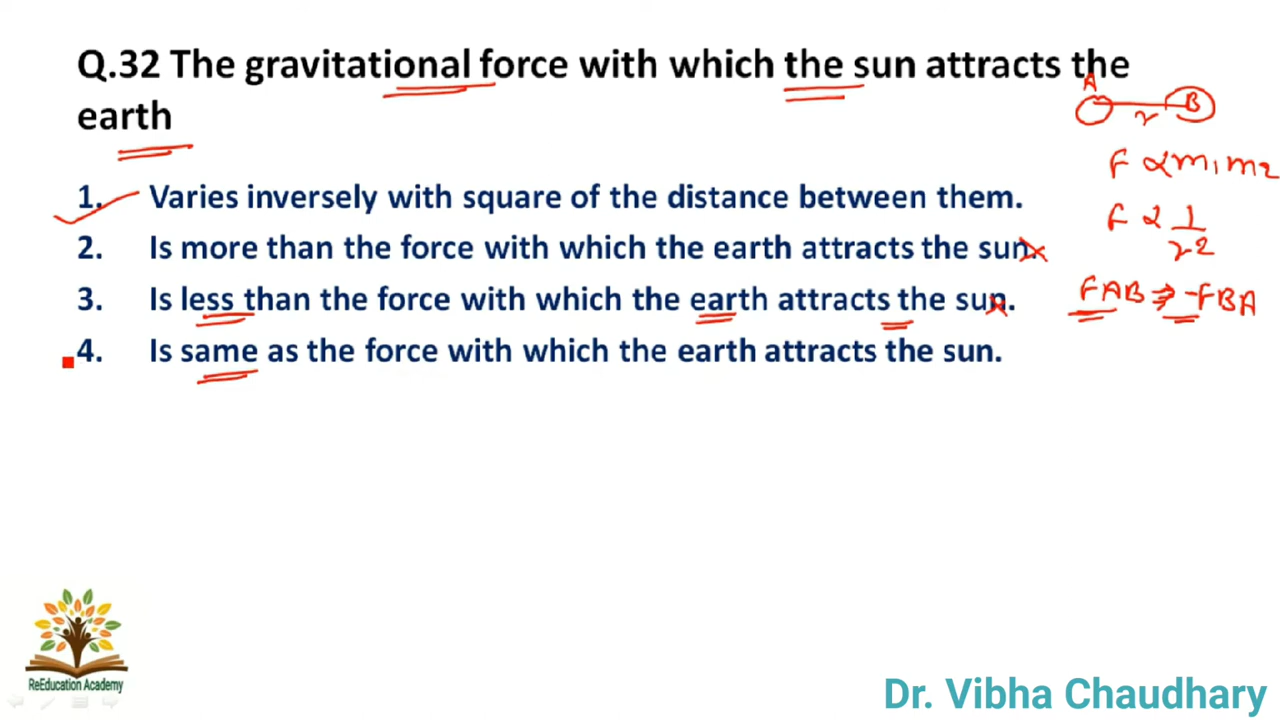 Q.32 The gravitational force with which the sun attracts the
earth
1. Varies inversely with square of the distance between them.
2. Is more than the force with which the earth attracts the sun.
3. Is less than the force with which the earth attracts the sun.
4. Is same as the force with which the earth attracts the sun.
A B
r
F ∝ m1m2
F ∝ 1/r2
FAB ⇒ -FBA
ReEducation Academy
Dr. Vibha Chaudhary